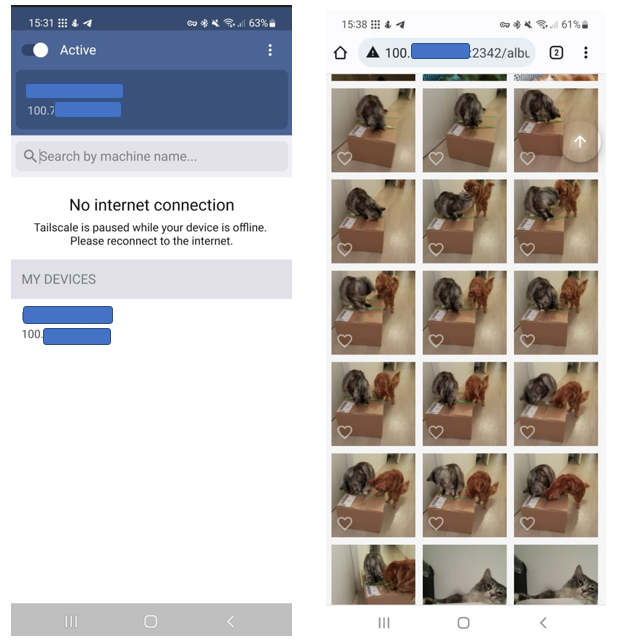 15:31
63%
Active
100.7
Search by machine name...
No internet connection
Tailscale is paused while your device is offline.
Please reconnect to the internet.
MY DEVICES
100.
15:38
61%
100.
:2342/albu
2